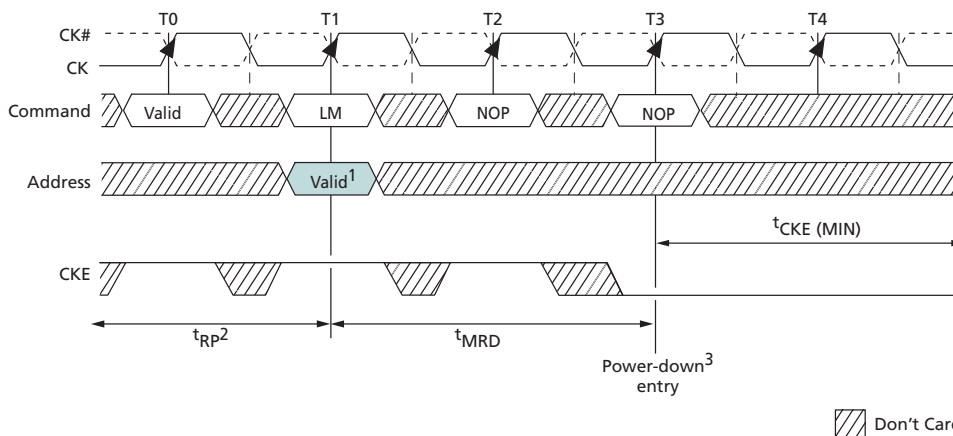 T0 T1 T2 T3 T4
CK#
CK
Command Valid LM NOP NOP
Address Valid1
tCKE (MIN)
CKE
tRP2 tMRD
Power-down3
entry
Don't Care